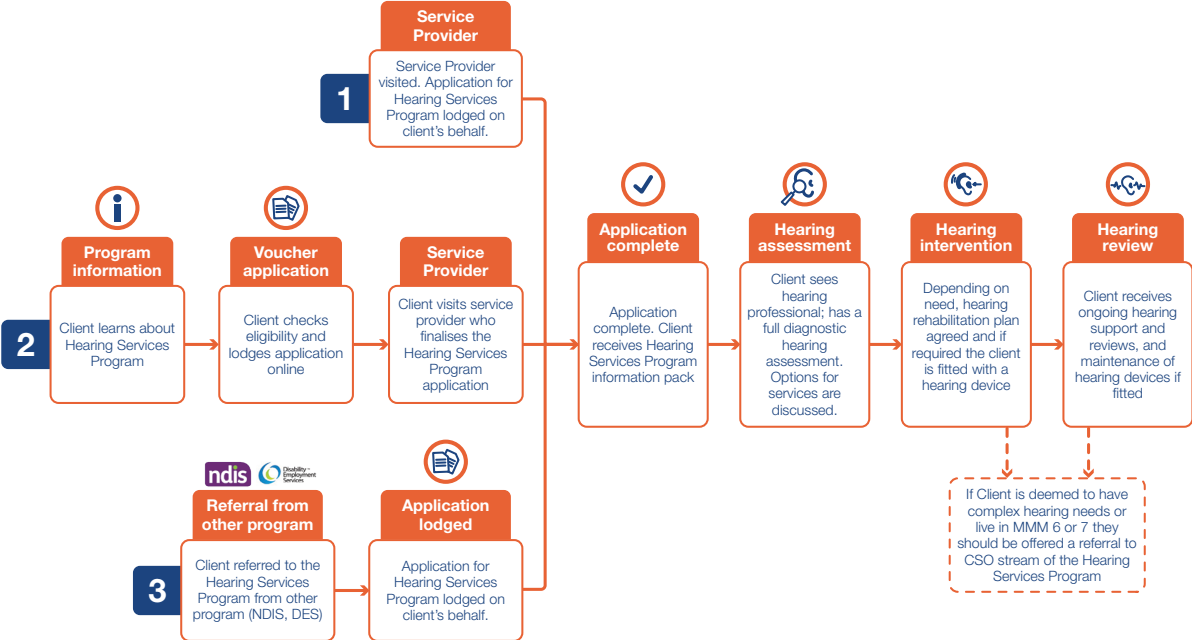 Service
Provider
Service Provider
visited. Application for
Hearing Services
Program lodged on
client's behalf.
1
2
Program
information
Client learns about
Hearing Services
Program
Voucher
application
Client checks
eligibility and
lodges application
online
Service
Provider
Client visits service
provider who
finalises the
Hearing Services
Program
application
Application
complete
Application
complete. Client
receives Hearing
Services Program
information pack
Hearing
assessment
Client sees
hearing
professional; has a
full diagnostic
hearing
assessment.
Options for
services are
discussed.
Hearing
intervention
Depending on
need, hearing
rehabilitation plan
agreed and if
required the client
is fitted with a
hearing device
Hearing
review
Client receives
ongoing hearing
support and
reviews, and
maintenance of
hearing devices if
fitted
If Client is deemed to have
complex hearing needs or
live in MMM 6 or 7 they
should be offered a referral to
CSO stream of the Hearing
Services Program
3
ndis
Disability
Employment
Services
Referral from
other program
Client referred to the
Hearing Services
Program from other
program (NDIS, DES)
Application
lodged
Application for
Hearing Services
Program lodged on
client's behalf.